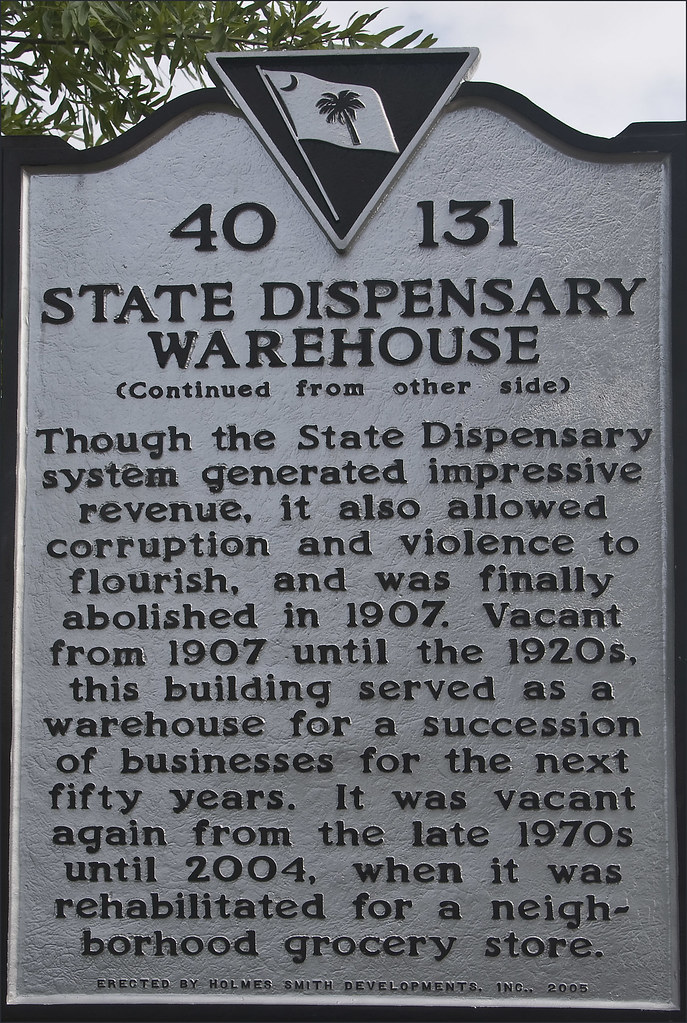 40 131
STATE DISPENSARY
WAREHOUSE
(Continued from other side)
Though the State Dispensary
system generated impressive
revenue, it also allowed
corruption and violence to
flourish, and was finally
abolished in 1907. Vacant
from 1907 until the 1920s,
this building served as a
warehouse for a succession
of businesses for the next
fifty years. It was vacant
again from the late 1970s
until 2004, when it was
rehabilitated for a neigh-
borhood grocery store.
ERECTED BY HOLMES SMITH DEVELOPMENTS, INC., 2005